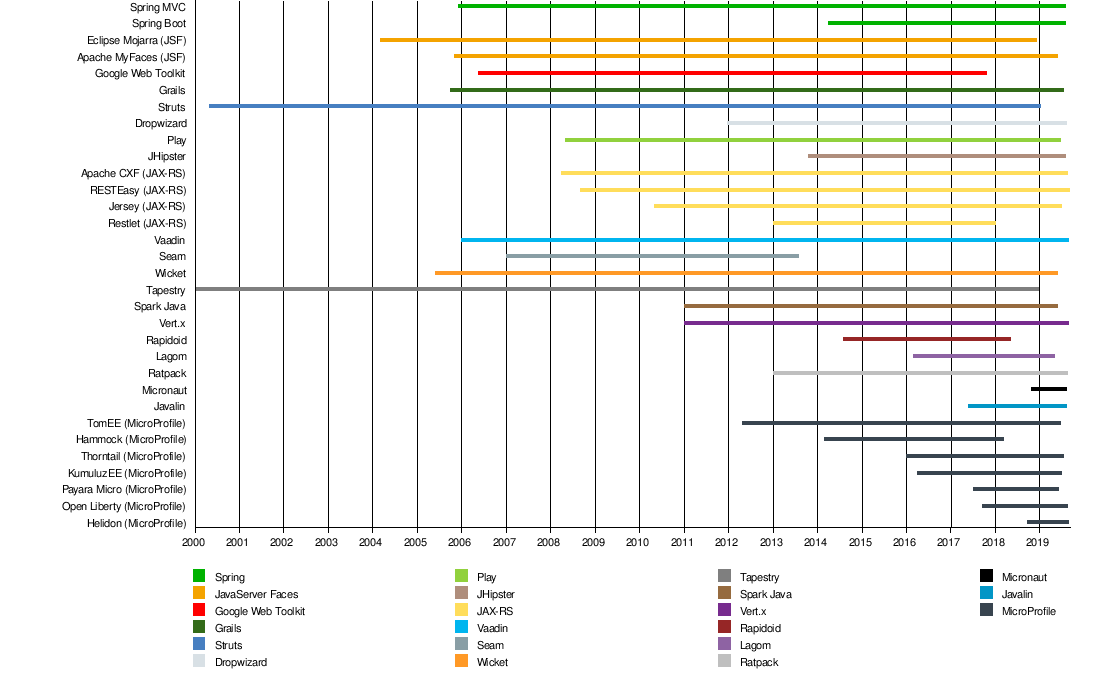 Spring MVC
Spring Boot
Eclipse Mojarra (JSF)
Apache MyFaces (JSF)
Google Web Toolkit
Grails
Struts
Dropwizard
Play
JHipster
Apache CXF (JAX-RS)
RESTEasy (JAX-RS)
Jersey (JAX-RS)
Restlet (JAX-RS)
Vaadin
Seam
Wicket
Tapestry
Spark Java
Vert.x
Rapidoid
Lagom
Ratpack
Micronaut
Javalin
TomEE (MicroProfile)
Hammock (MicroProfile)
Thorntail (MicroProfile)
KumuluzEE (MicroProfile)
Payara Micro (MicroProfile)
Open Liberty (MicroProfile)
Helidon (MicroProfile)
2000 2001 2002 2003 2004 2005 2006 2007 2008 2009 2010 2011 2012 2013 2014 2015 2016 2017 2018 2019
Spring Play Tapestry Micronaut
JavaServer Faces JHipster Spark Java Javalin
Google Web Toolkit JAX-RS Vert.x MicroProfile
Grails Vaadin Rapidoid
Struts Seam Lagom
Dropwizard Wicket Ratpack